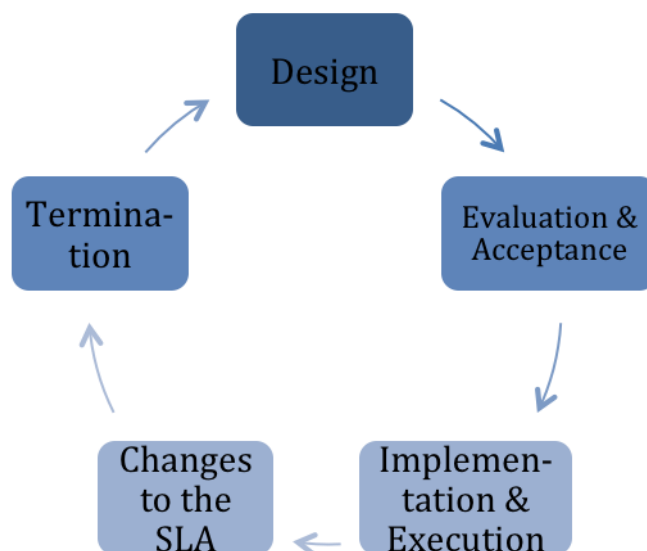 Design
Evaluation &
Acceptance
Implemen-
tation &
Execution
Changes
to the
SLA
Termina-
tion